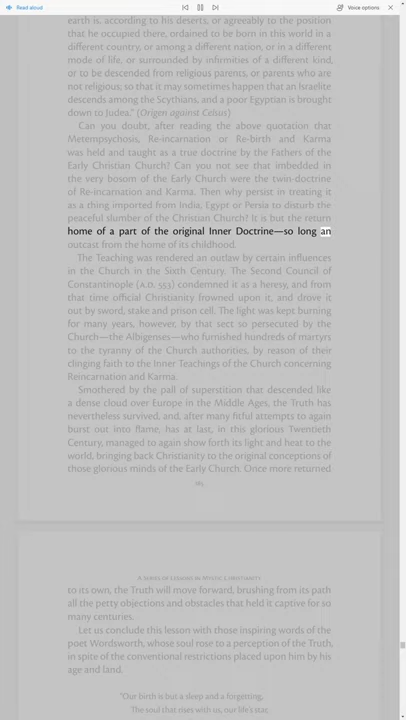 Read aloud
Voice options
earth is, according to his deserts, or agreeably to the position
that he occupied there, ordained to be born in this world in a
different country, or among a different nation, or in a different
mode of life, or surrounded by infirmities of a different kind,
or to be descended from religious parents, or parents who are
not religious; so that it may sometimes happen that an Israelite
descends among the Scythians, and a poor Egyptian is brought
down to Judea." (Origen against Celsus)
Can you doubt, after reading the above quotation that
Metempsychosis, Re-incarnation or Re-birth and Karma
was held and taught as a true doctrine by the Fathers of the
Early Christian Church? Can you not see that imbedded in
the very bosom of the Early Church were the twin-doctrine
of Re-incarnation and Karma. Then why persist in treating it
as a thing imported from India, Egypt or Persia to disturb the
peaceful slumber of the Christian Church? It is but the return
home of a part of the original Inner Doctrine—so long an
outcast from the home of its childhood.
The Teaching was rendered an outlaw by certain influences
in the Church in the Sixth Century. The Second Council of
Constantinople (A.D. 553) condemned it as a heresy, and from
that time official Christianity frowned upon it, and drove it
out by sword, stake and prison cell. The light was kept burning
for many years, however, by that sect so persecuted by the
Church—the Albigenses—who furnished hundreds of martyrs
to the tyranny of the Church authorities, by reason of their
clinging faith to the Inner Teachings of the Church concerning
Reincarnation and Karma.
Smothered by the pall of superstition that descended like
a dense cloud over Europe in the Middle Ages, the Truth has
nevertheless survived, and, after many fitful attempts to again
burst out into flame, has at last, in this glorious Twentieth
Century, managed to again show forth its light and heat to the
world, bringing back Christianity to the original conceptions of
those glorious minds of the Early Church. Once more returned
A Series of Lessons in Mystic Christianity
to its own, the Truth will move forward, brushing from its path
all the petty objections and obstacles that held it captive for so
many centuries.
Let us conclude this lesson with those inspiring words of the
poet Wordsworth, whose soul rose to a perception of the Truth,
in spite of the conventional restrictions placed upon him by his
age and land.
"Our birth is but a sleep and a forgetting,
The soul that rises with us, our life's star,